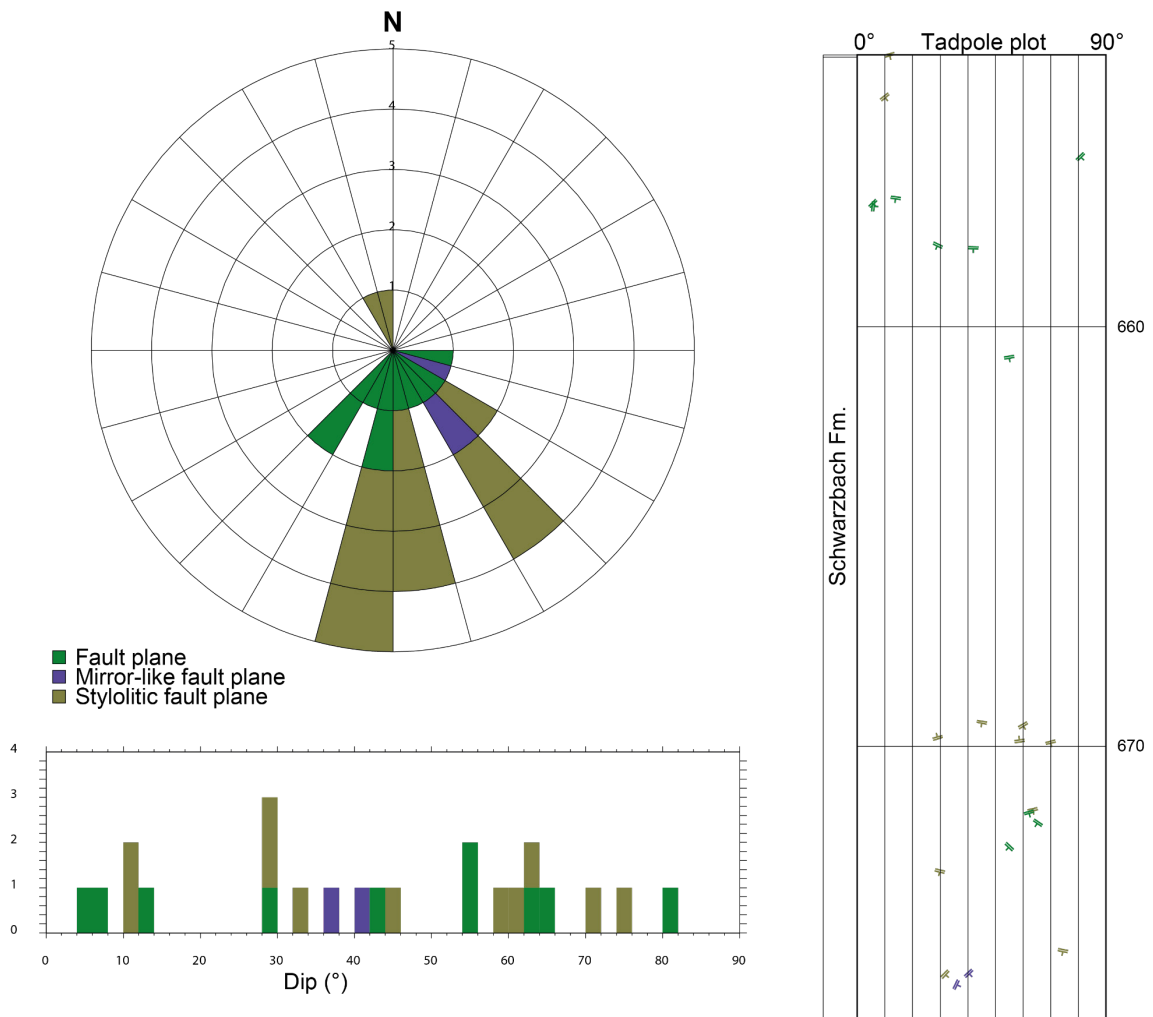 N
5
4
3
2
1
Fault plane
Mirror-like fault plane
Stylolitic fault plane
4
3
2
1
0
0 10 20 30 40 50 60 70 80 90
Dip (°)
0° Tadpole plot 90°
660
Schwarzbach Fm.
670